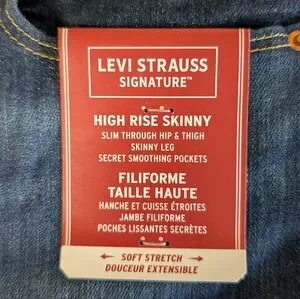 LEVI STRAUSS
SIGNATURE™
HIGH RISE SKINNY
SLIM THROUGH HIP & THIGH
SKINNY LEG
SECRET SMOOTHING POCKETS
FILIFORME
TAILLE HAUTE
HANCHE ET CUISSE ÉTROITES
JAMBE FILIFORME
POCHES LISSANTES SECRÈTES
SOFT STRETCH
DOUCEUR EXTENSIBLE